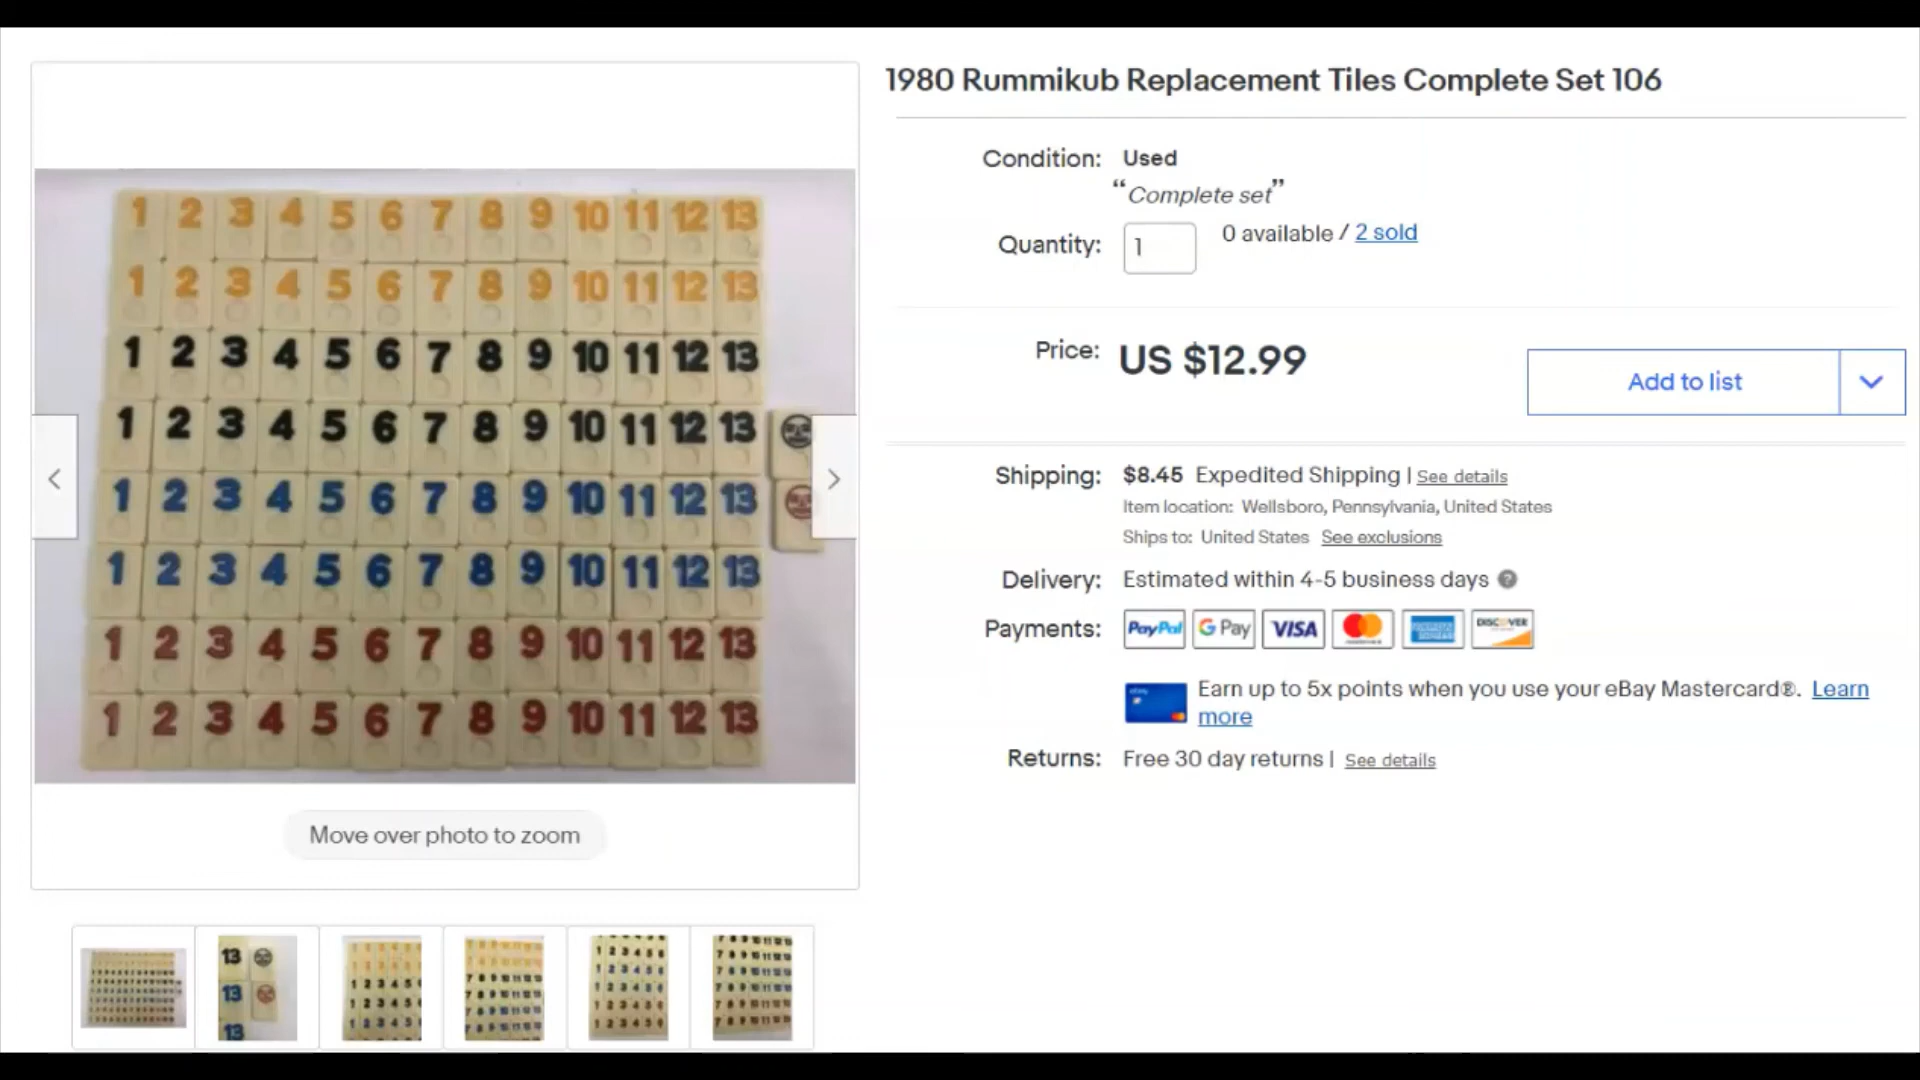 1980 Rummikub Replacement Tiles Complete Set 106
Condition: Used
“Complete set”
Quantity: 1 0 available / 2 sold
Price: US $12.99
Add to list
Shipping: $8.45 Expedited Shipping | See details
Item location: Wellsboro, Pennsylvania, United States
Ships to: United States See exclusions
Delivery: Estimated within 4-5 business days ?
Payments: PayPal G Pay VISA DISCOVER
Earn up to 5x points when you use your eBay Mastercard®. Learn
more
Returns: Free 30 day returns | See details
1 2 3 4 5 6 7 8 9 10 11 12 13
1 2 3 4 5 6 7 8 9 10 11 12 13
1 2 3 4 5 6 7 8 9 10 11 12 13
1 2 3 4 5 6 7 8 9 10 11 12 13
1 2 3 4 5 6 7 8 9 10 11 12 13
1 2 3 4 5 6 7 8 9 10 11 12 13
1 2 3 4 5 6 7 8 9 10 11 12 13
1 2 3 4 5 6 7 8 9 10 11 12 13
Move over photo to zoom
13
13
13